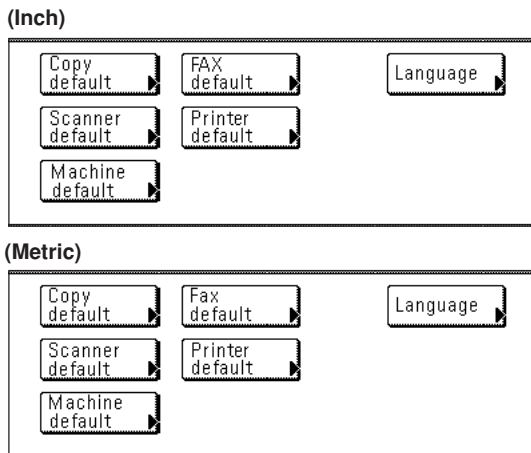 (Inch)
Copy
default
FAX
default
Language
Scanner
default
Printer
default
Machine
default
(Metric)
Copy
default
Fax
default
Language
Scanner
default
Printer
default
Machine
default